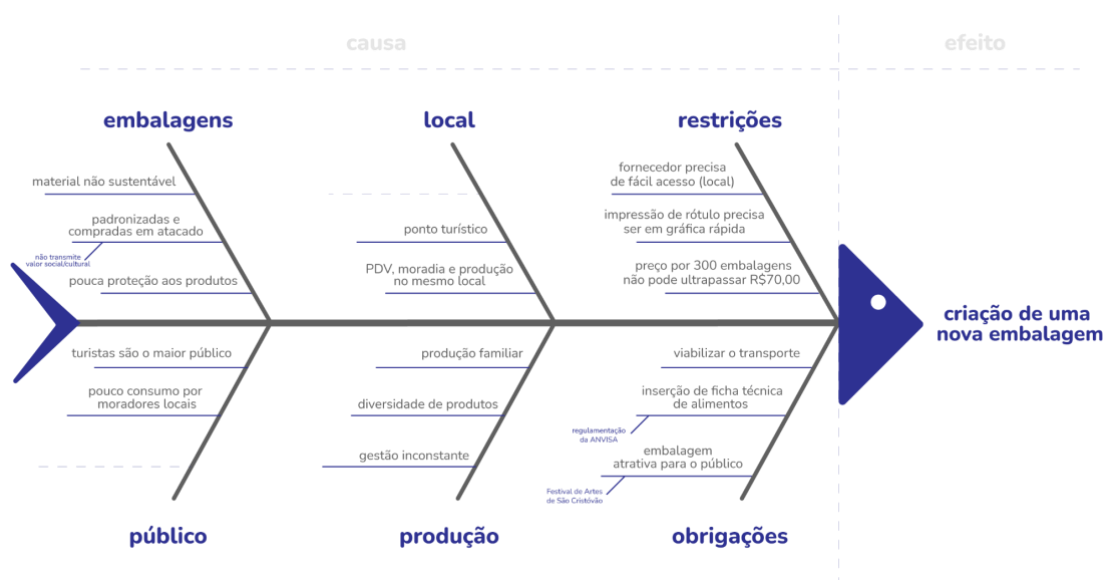 causa
efeito
embalagens
local
restrições
material não sustentável
padronizadas e
compradas em atacado
não transmite
valor social/cultural
pouca proteção aos produtos
ponto turístico
PDV, moradia e produção
no mesmo local
fornecedor precisa
de fácil acesso (local)
impressão de rótulo precisa
ser em gráfica rápida
preço por 300 embalagens
não pode ultrapassar R$70,00
criação de uma
nova embalagem
turistas são o maior público
pouco consumo por
moradores locais
produção familiar
diversidade de produtos
gestão inconstante
viabilizar o transporte
inserção de ficha técnica
de alimentos
regulamentação
da ANVISA
embalagem
atrativa para o público
Festival de Artes
de São Cristóvão
público
produção
obrigações